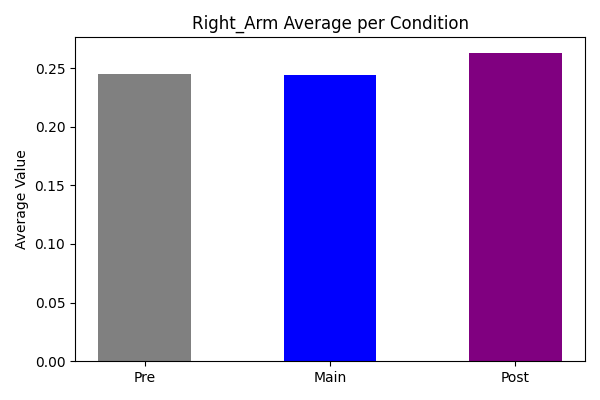 Right_Arm Average per Condition
Average Value
0.25
0.20
0.15
0.10
0.05
0.00
Pre
Main
Post